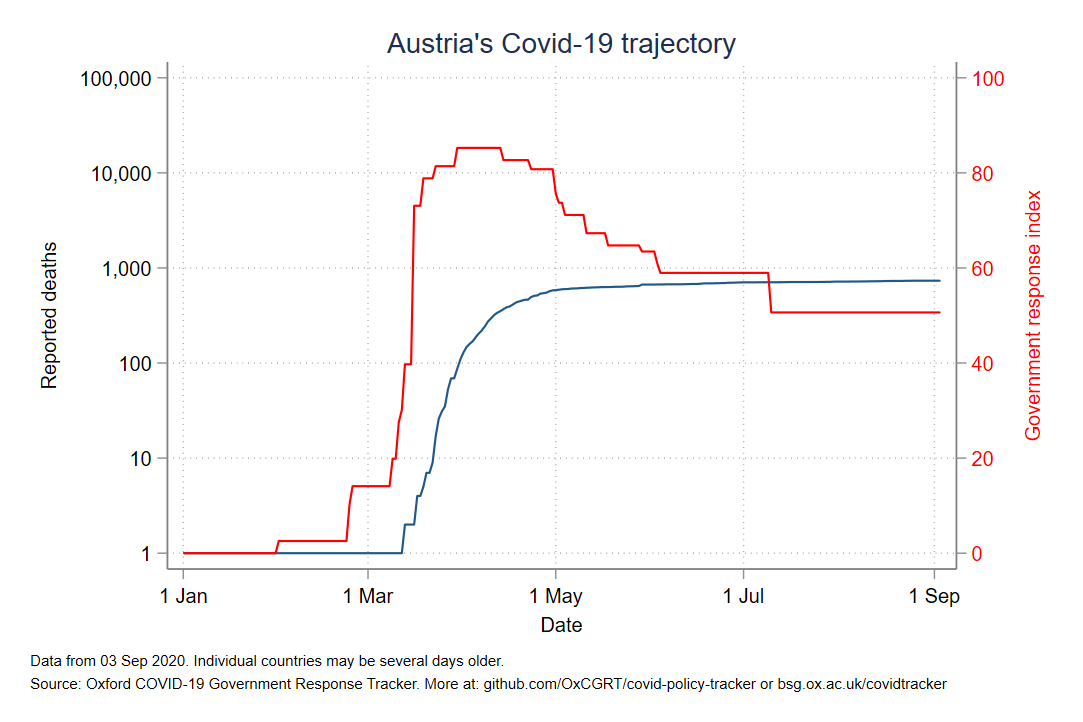 Austria's Covid-19 trajectory
100,000
10,000
1,000
100
10
1
Reported deaths
100
80
60
40
20
0
Government response index
1 Jan
1 Mar
1 May
1 Jul
1 Sep
Date
Data from 03 Sep 2020. Individual countries may be several days older.
Source: Oxford COVID-19 Government Response Tracker. More at: github.com/OxCGRT/covid-policy-tracker or bsg.ox.ac.uk/covidtracker